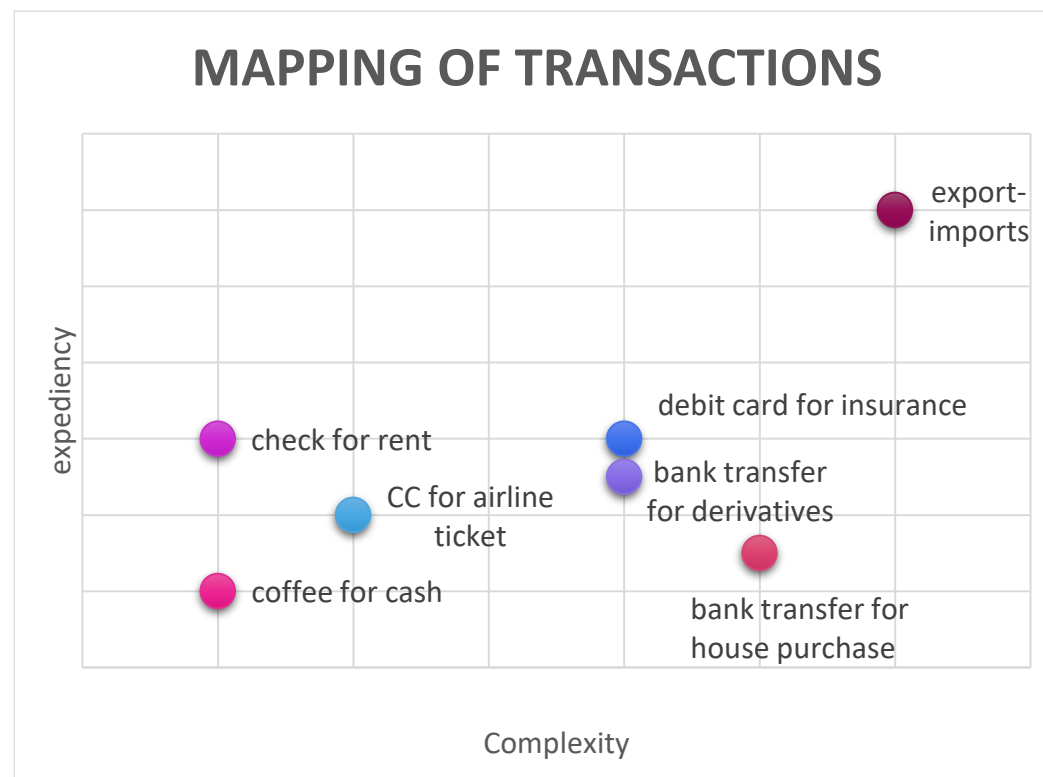 MAPPING OF TRANSACTIONS
export-
imports
expediency
debit card for insurance
check for rent
bank transfer
for derivatives
CC for airline
ticket
coffee for cash
bank transfer for
house purchase
Complexity